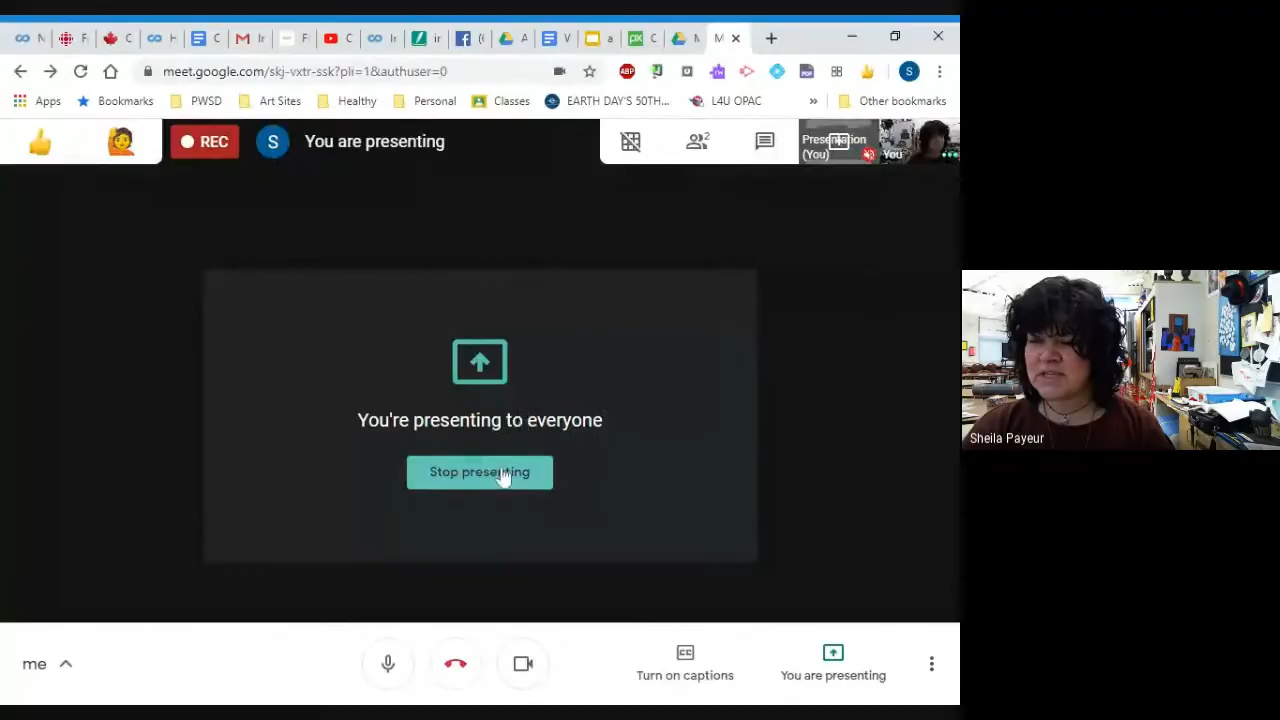 meet.google.com/skj-vxtr-ssk?pli=1&authuser=0
Apps Bookmarks PWSD Art Sites Healthy Personal Classes EARTH DAY'S 50TH... L4U OPAC » Other bookmarks
REC S You are presenting
2
Presentation
(You)
You
You're presenting to everyone
Stop presenting
Sheila Payeur
me
Turn on captions
You are presenting